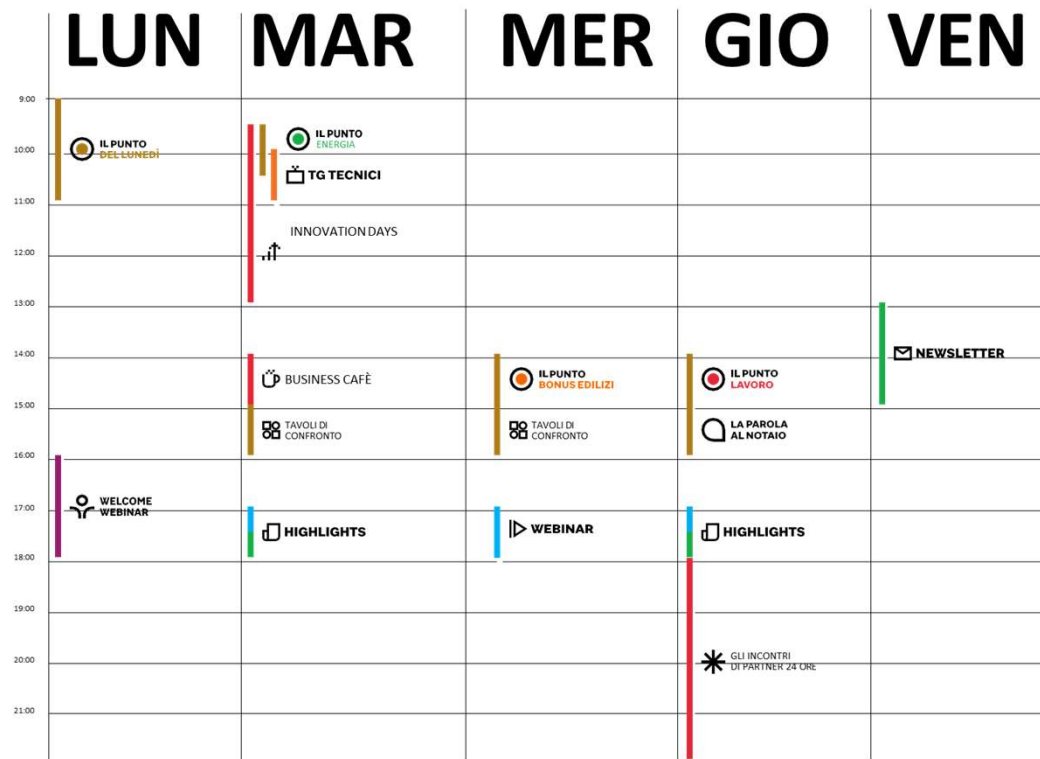 LUN MAR MER GIO VEN
9:00
10:00
11:00
12:00
13:00
14:00
15:00
16:00
17:00
18:00
19:00
20:00
21:00
IL PUNTO
DEL LUNEDÌ
WELCOME
WEBINAR
IL PUNTO
ENERGIA
TG TECNICI
INNOVATION DAYS
BUSINESS CAFÈ
TAVOLI DI
CONFRONTO
HIGHLIGHTS
IL PUNTO
BONUS EDILIZI
TAVOLI DI
CONFRONTO
WEBINAR
IL PUNTO
LAVORO
LA PAROLA
AL NOTAIO
HIGHLIGHTS
GLI INCONTRI
DI PARTNER 24 ORE
NEWSLETTER